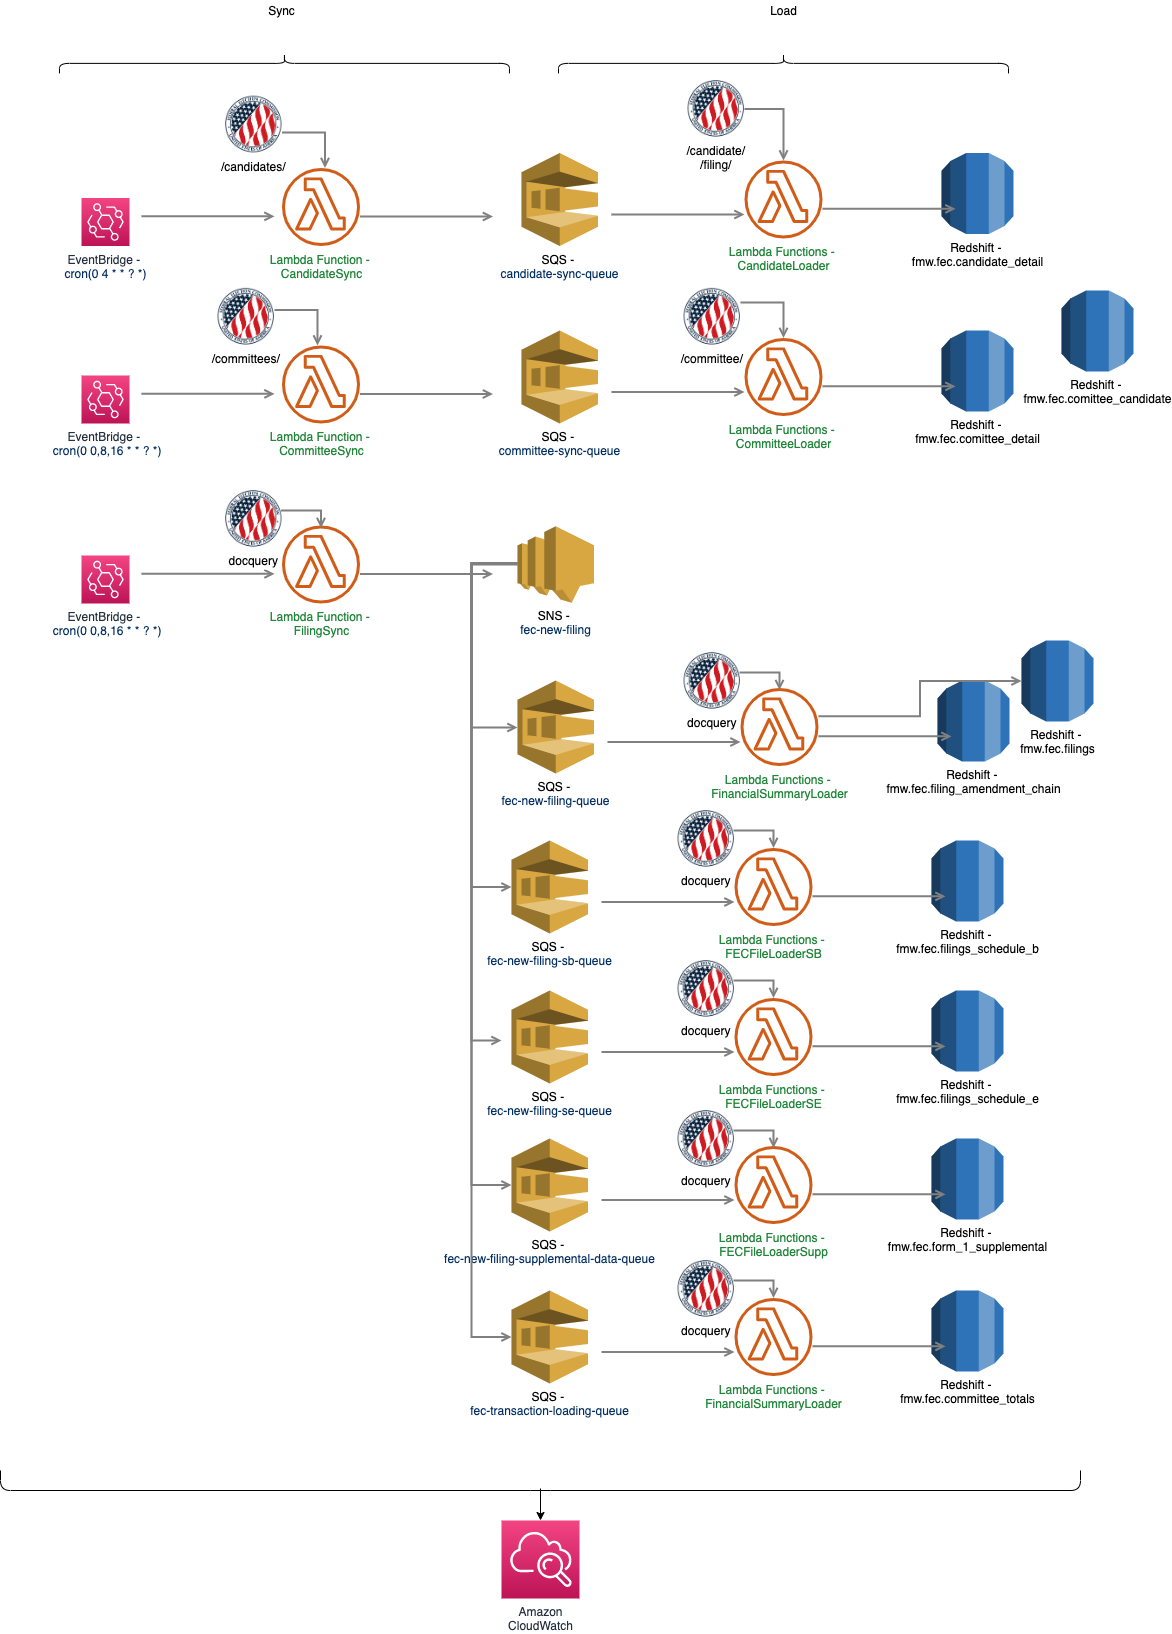 Sync
Load
/candidates/
/candidate/
/filing/
EventBridge -
cron(0 4 * * ? *)
Lambda Function -
CandidateSync
SQS -
candidate-sync-queue
Lambda Functions -
CandidateLoader
Redshift -
fmw.fec.candidate_detail
/committees/
/committee/
EventBridge -
cron(0 0,8,16 * * ? *)
Lambda Function -
CommitteeSync
SQS -
committee-sync-queue
Lambda Functions -
CommitteeLoader
Redshift -
fmw.fec.comittee_detail
Redshift -
fmw.fec.comittee_candidate
docquery
EventBridge -
cron(0 0,8,16 * * ? *)
Lambda Function -
FilingSync
SNS -
fec-new-filing
docquery
SQS -
fec-new-filing-queue
Lambda Functions -
FinancialSummaryLoader
Redshift -
fmw.fec.filing_amendment_chain
Redshift -
fmw.fec.filings
docquery
SQS -
fec-new-filing-sb-queue
Lambda Functions -
FECFileLoaderSB
Redshift -
fmw.fec.filings_schedule_b
docquery
SQS -
fec-new-filing-se-queue
Lambda Functions -
FECFileLoaderSE
Redshift -
fmw.fec.filings_schedule_e
docquery
SQS -
fec-new-filing-supplemental-data-queue
Lambda Functions -
FECFileLoaderSupp
Redshift -
fmw.fec.form_1_supplemental
docquery
SQS -
fec-transaction-loading-queue
Lambda Functions -
FinancialSummaryLoader
Redshift -
fmw.fec.committee_totals
Amazon
CloudWatch